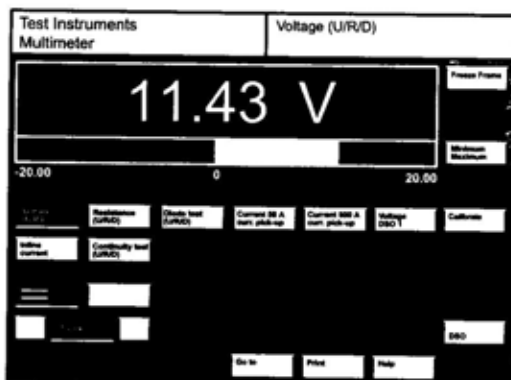 Test Instruments
Multimeter
Voltage (U/R/D)
11.43 V
Freeze Frame
Minimum
Maximum
-20.00 0 20.00
Resistance
(U/R/D)
Diode test
(U/R/D)
Current 50 A
curr. pick-up
Current 500 A
curr. pick-up
Voltage
DSO 1
Calibrate
Inline
current
Continuity test
(U/R/D)
DSO
Go to
Print
Help